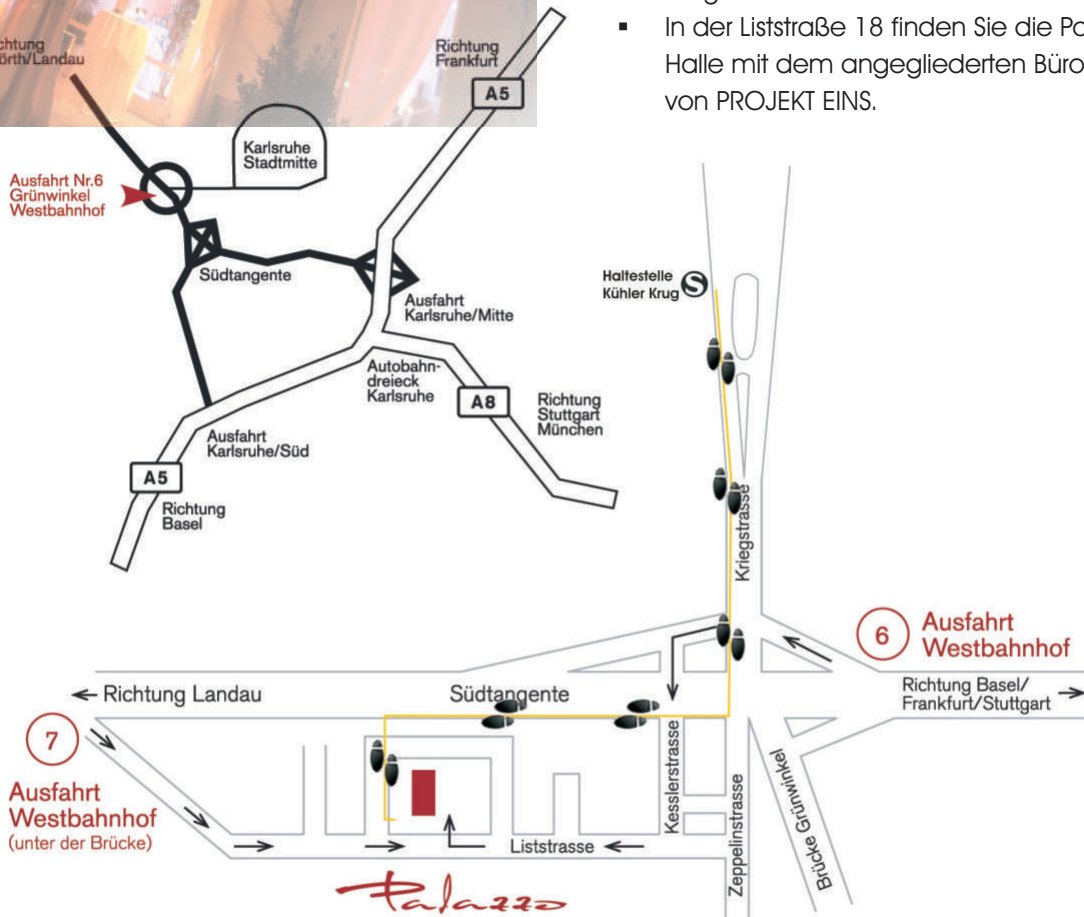 In der Liststraße 18 finden Sie die
Halle mit dem angegliederten Büro
von PROJEKT EINS.
Richtung
Frankfurt
A5
Karlsruhe
Stadtmitte
Ausfahrt Nr.6
Grünwinkel
Westbahnhof
Südtangente
Ausfahrt
Karlsruhe/Mitte
Autobahn-
dreieck
Karlsruhe
A8
Richtung
Stuttgart
München
Ausfahrt
Karlsruhe/Süd
A5
Richtung
Basel
Haltestelle
Kühler Krug
S
Kriegstrasse
6
Ausfahrt
Westbahnhof
Richtung Landau
Südtangente
Richtung Basel/
Frankfurt/Stuttgart
7
Ausfahrt
Westbahnhof
(unter der Brücke)
Kesslerstrasse
Zeppelinstrasse
Brücke Grünwinkel
Liststrasse
Palazzo